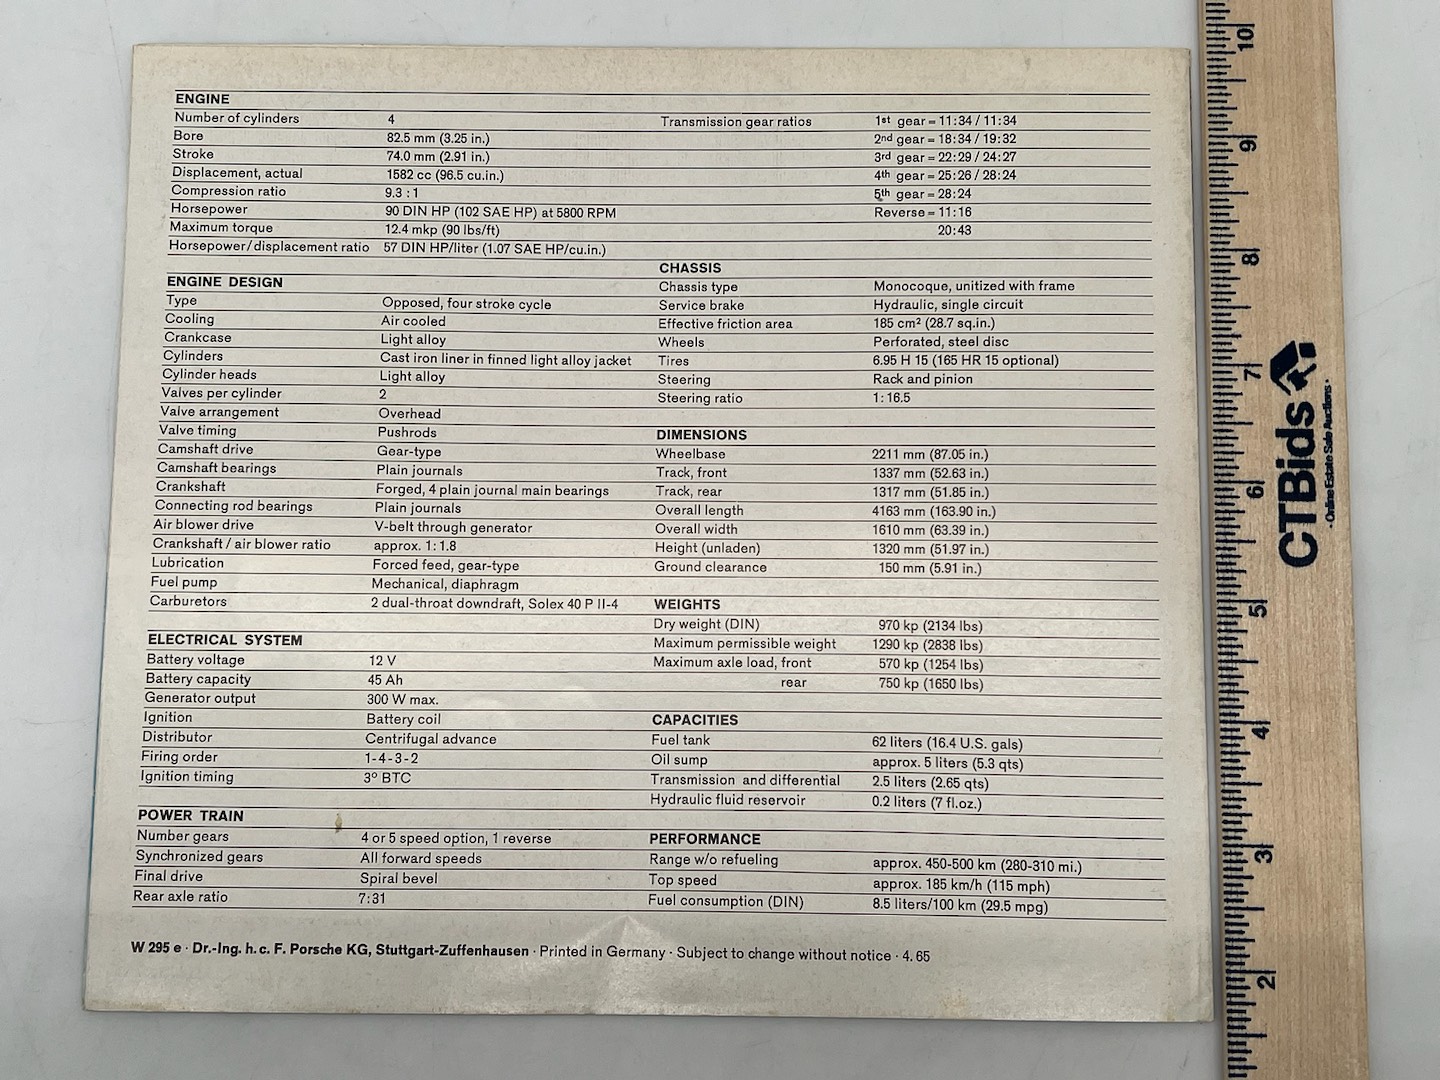 ENGINE
Number of cylinders 4
Bore 82.5 mm (3.25 in.)
Stroke 74.0 mm (2.91 in.)
Displacement, actual 1582 cc (96.5 cu.in.)
Compression ratio 9.3 : 1
Horsepower 90 DIN HP (102 SAE HP) at 5800 RPM
Maximum torque 12.4 mkp (90 lbs/ft)
Horsepower/displacement ratio 57 DIN HP/liter (1.07 SAE HP/cu.in.)
ENGINE DESIGN
Type Opposed, four stroke cycle
Cooling Air cooled
Crankcase Light alloy
Cylinders Cast iron liner in finned light alloy jacket
Cylinder heads Light alloy
Valves per cylinder 2
Valve arrangement Overhead
Valve timing Pushrods
Camshaft drive Gear-type
Camshaft bearings Plain journals
Crankshaft Forged, 4 plain journal main bearings
Connecting rod bearings Plain journals
Air blower drive V-belt through generator
Crankshaft / air blower ratio approx. 1 : 1.8
Lubrication Forced feed, gear-type
Fuel pump Mechanical, diaphragm
Carburetors 2 dual-throat downdraft, Solex 40 P II-4
ELECTRICAL SYSTEM
Battery voltage 12 V
Battery capacity 45 Ah
Generator output 300 W max.
Ignition Battery coil
Distributor Centrifugal advance
Firing order 1-4-3-2
Ignition timing 3° BTC
POWER TRAIN
Number gears 4 or 5 speed option, 1 reverse
Synchronized gears All forward speeds
Final drive Spiral bevel
Rear axle ratio 7:31
Transmission gear ratios 1st gear = 11:34 / 11:34
2nd gear = 18:34 / 19:32
3rd gear = 22:29 / 24:27
4th gear = 25:26 / 28:24
5th gear = 28:24
Reverse = 11:16
20:43
CHASSIS
Chassis type Monocoque, unitized with frame
Service brake Hydraulic, single circuit
Effective friction area 185 cm² (28.7 sq.in.)
Wheels Perforated, steel disc
Tires 6.95 H 15 (165 HR 15 optional)
Steering Rack and pinion
Steering ratio 1 : 16.5
DIMENSIONS
Wheelbase 2211 mm (87.05 in.)
Track, front 1337 mm (52.63 in.)
Track, rear 1317 mm (51.85 in.)
Overall length 4163 mm (163.90 in.)
Overall width 1610 mm (63.39 in.)
Height (unladen) 1320 mm (51.97 in.)
Ground clearance 150 mm (5.91 in.)
WEIGHTS
Dry weight (DIN) 970 kp (2134 lbs)
Maximum permissible weight 1290 kp (2838 lbs)
Maximum axle load, front 570 kp (1254 lbs)
rear 750 kp (1650 lbs)
CAPACITIES
Fuel tank 62 liters (16.4 U.S. gals)
Oil sump approx. 5 liters (5.3 qts)
Transmission and differential 2.5 liters (2.65 qts)
Hydraulic fluid reservoir 0.2 liters (7 fl.oz.)
PERFORMANCE
Range w/o refueling approx. 450-500 km (280-310 mi.)
Top speed approx. 185 km/h (115 mph)
Fuel consumption (DIN) 8.5 liters/100 km (29.5 mpg)
W 295 e · Dr.-Ing. h. c. F. Porsche KG, Stuttgart-Zuffenhausen · Printed in Germany · Subject to change without notice · 4. 65
10
9
8
7
6
5
4
3
2
CTBids
· Online Estate Sale Auctions ·